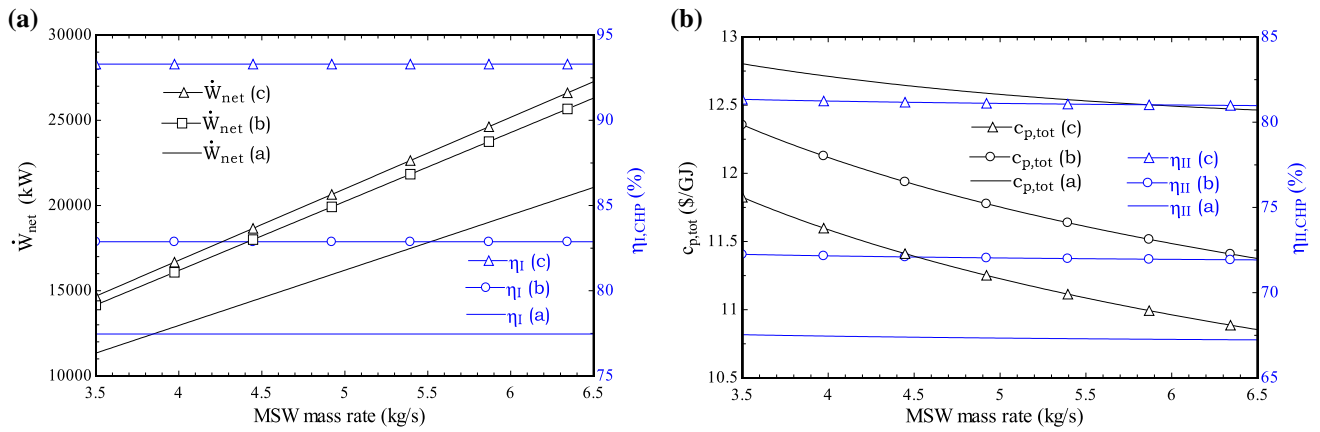 (a)
30000
25000
20000
15000
10000
Ẇnet (kW)
Ẇnet (c)
Ẇnet (b)
Ẇnet (a)
ηI (c)
ηI (b)
ηI (a)
95
90
85
80
75
ηI,CHP (%)
3.5 4 4.5 5 5.5 6 6.5
MSW mass rate (kg/s)
(b)
13
12.5
12
11.5
11
10.5
cp,tot ($/GJ)
cp,tot (c)
cp,tot (b)
cp,tot (a)
ηII (c)
ηII (b)
ηII (a)
85
80
75
70
65
ηII,CHP (%)
3.5 4 4.5 5 5.5 6 6.5
MSW mass rate (kg/s)